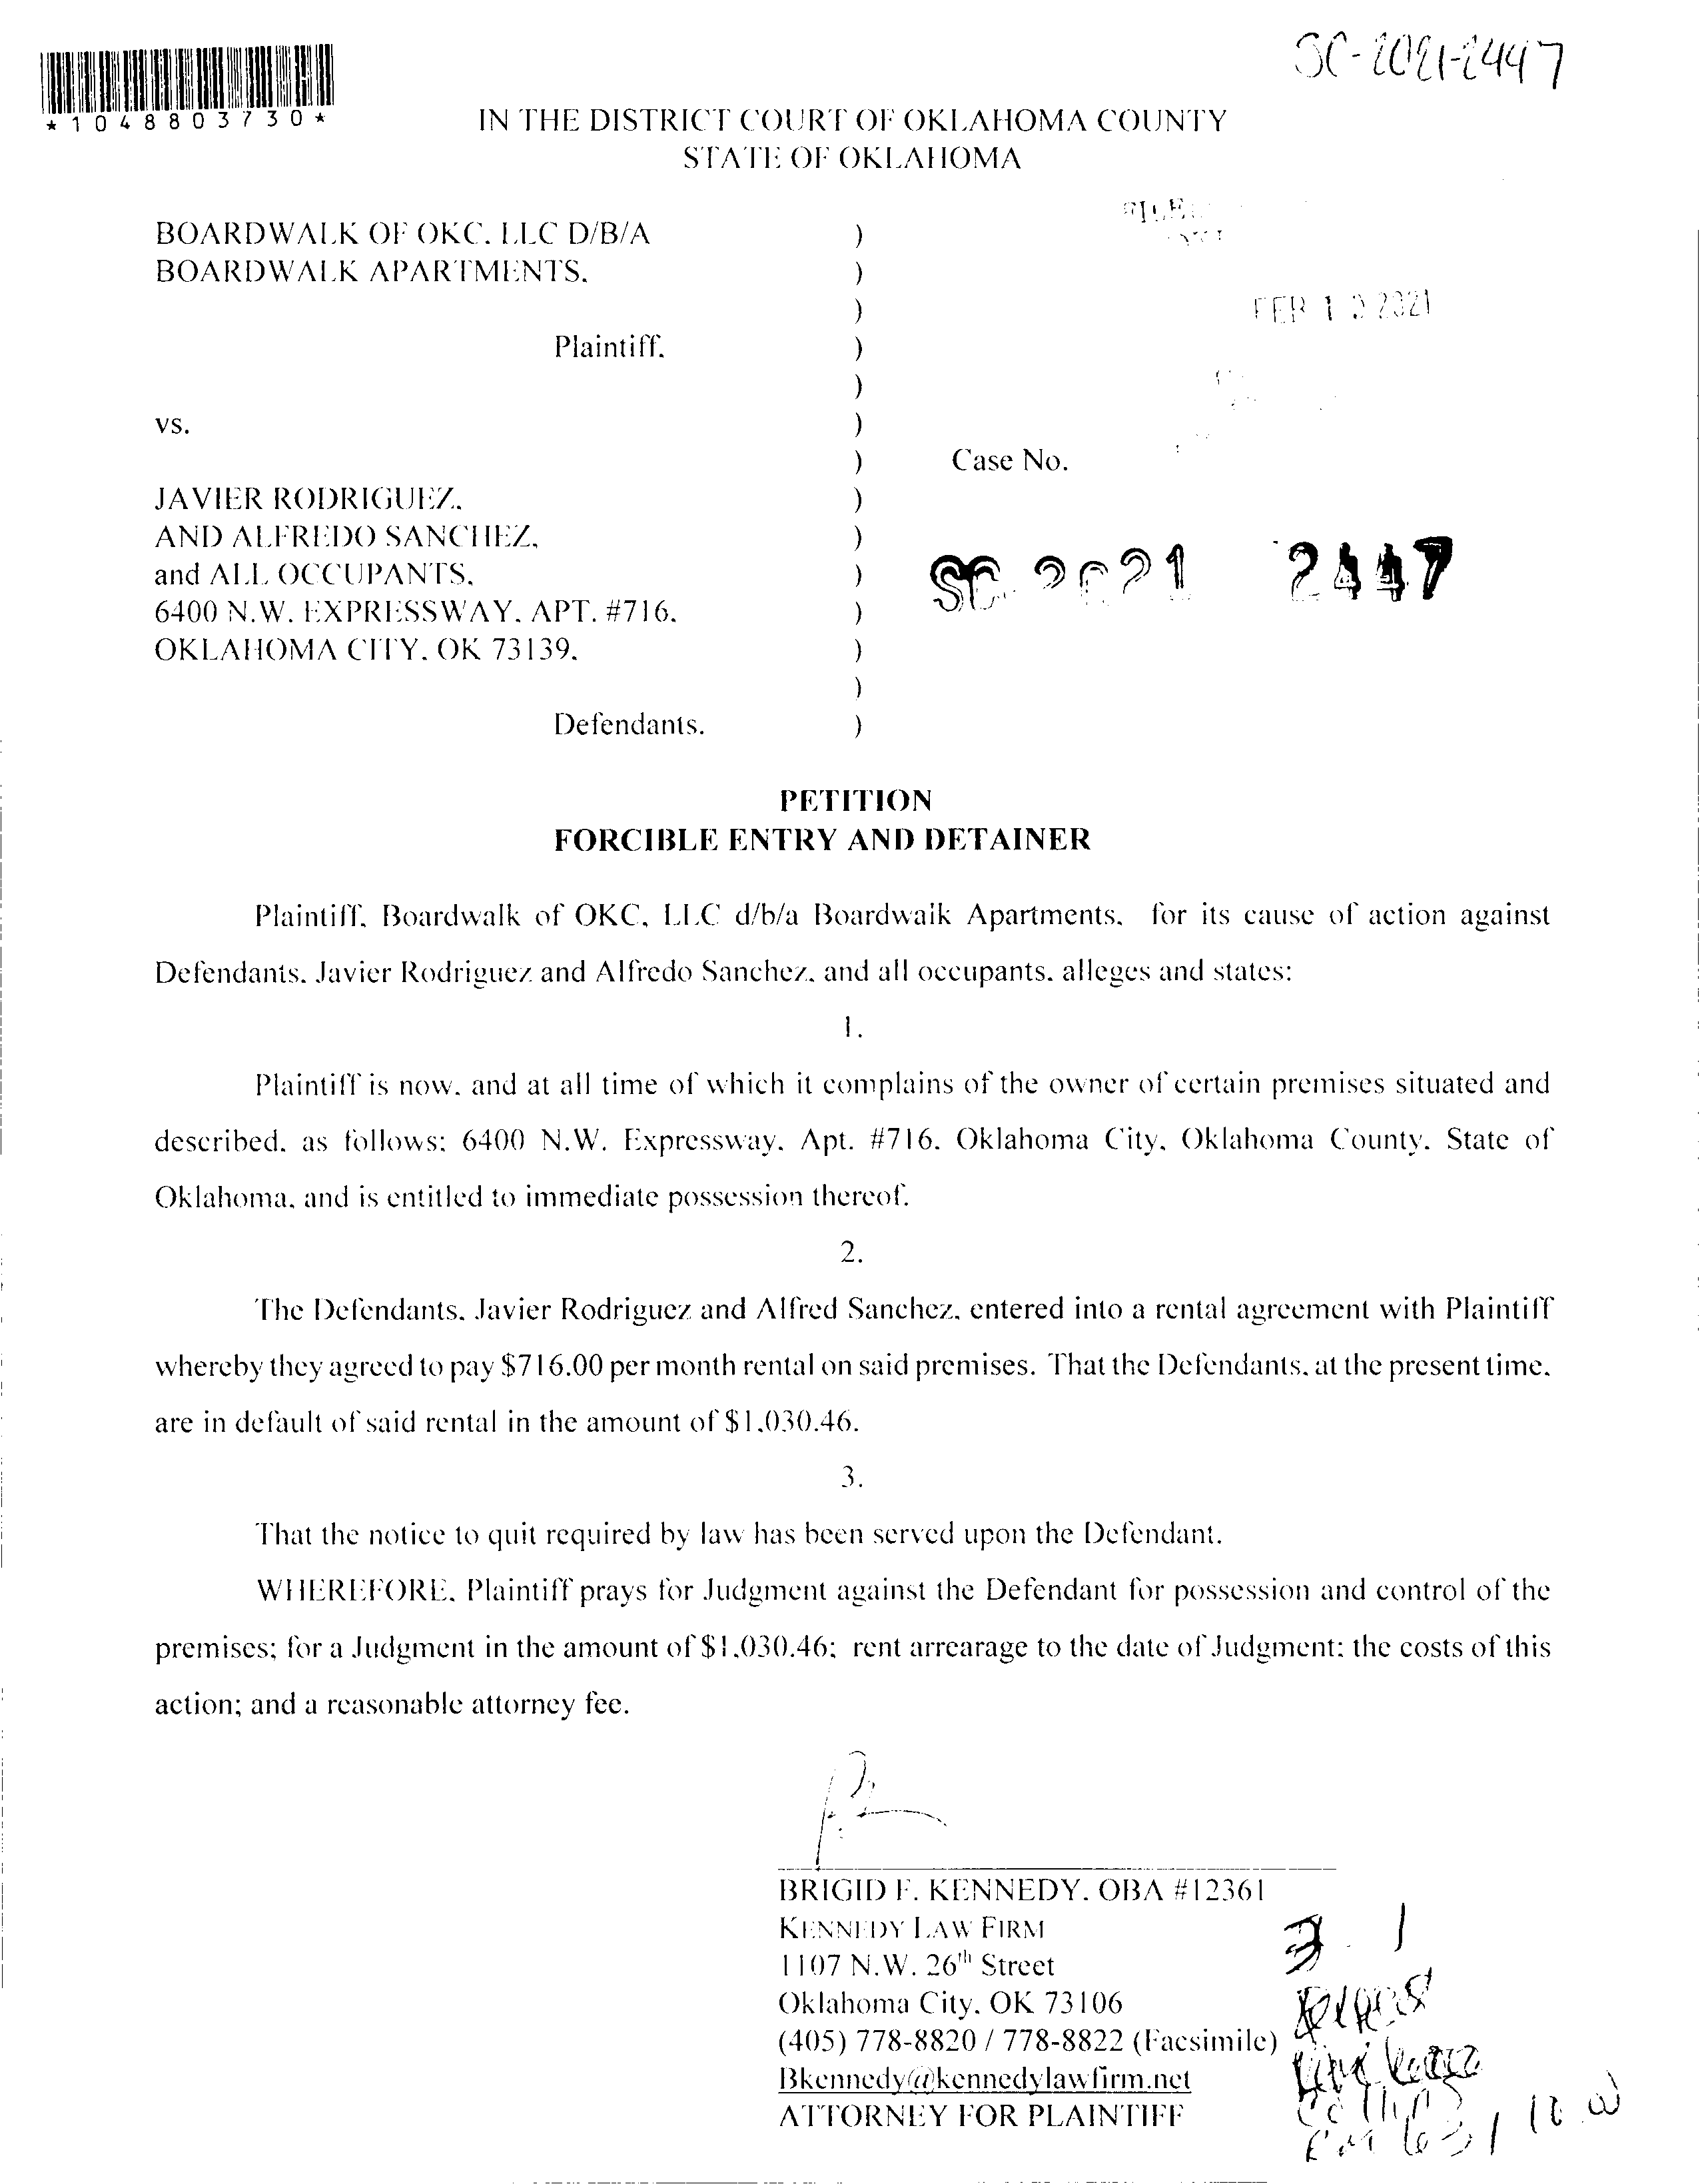 SC-2021-2447
*1048803730*
IN THE DISTRICT COURT OF OKLAHOMA COUNTY
STATE OF OKLAHOMA
BOARDWALK OF OKC, LLC D/B/A )
BOARDWALK APARTMENTS, )
)
Plaintiff, )
)
vs. )
) Case No.
JAVIER RODRIGUEZ, )
AND ALFREDO SANCHEZ, )
and ALL OCCUPANTS, )
6400 N.W. EXPRESSWAY, APT. #716, )
OKLAHOMA CITY, OK 73139, )
)
Defendants. )
FEB 2021
SC 2021 2447
PETITION
FORCIBLE ENTRY AND DETAINER
Plaintiff, Boardwalk of OKC, LLC d/b/a Boardwalk Apartments, for its cause of action against
Defendants, Javier Rodriguez and Alfredo Sanchez, and all occupants, alleges and states:
1.
Plaintiff is now, and at all time of which it complains of the owner of certain premises situated and
described, as follows: 6400 N.W. Expressway, Apt. #716, Oklahoma City, Oklahoma County, State of
Oklahoma, and is entitled to immediate possession thereof.
2.
The Defendants, Javier Rodriguez and Alfred Sanchez, entered into a rental agreement with Plaintiff
whereby they agreed to pay $716.00 per month rental on said premises. That the Defendants, at the present time,
are in default of said rental in the amount of $1,030.46.
3.
That the notice to quit required by law has been served upon the Defendant.
WHEREFORE, Plaintiff prays for Judgment against the Defendant for possession and control of the
premises; for a Judgment in the amount of $1,030.46; rent arrearage to the date of Judgment; the costs of this
action; and a reasonable attorney fee.
BRIGID F. KENNEDY, OBA #12361
KENNEDY LAW FIRM
1107 N.W. 26th Street
Oklahoma City, OK 73106
(405) 778-8820 / 778-8822 (Facsimile)
Bkennedy@kennedylawfirm.net
ATTORNEY FOR PLAINTIFF